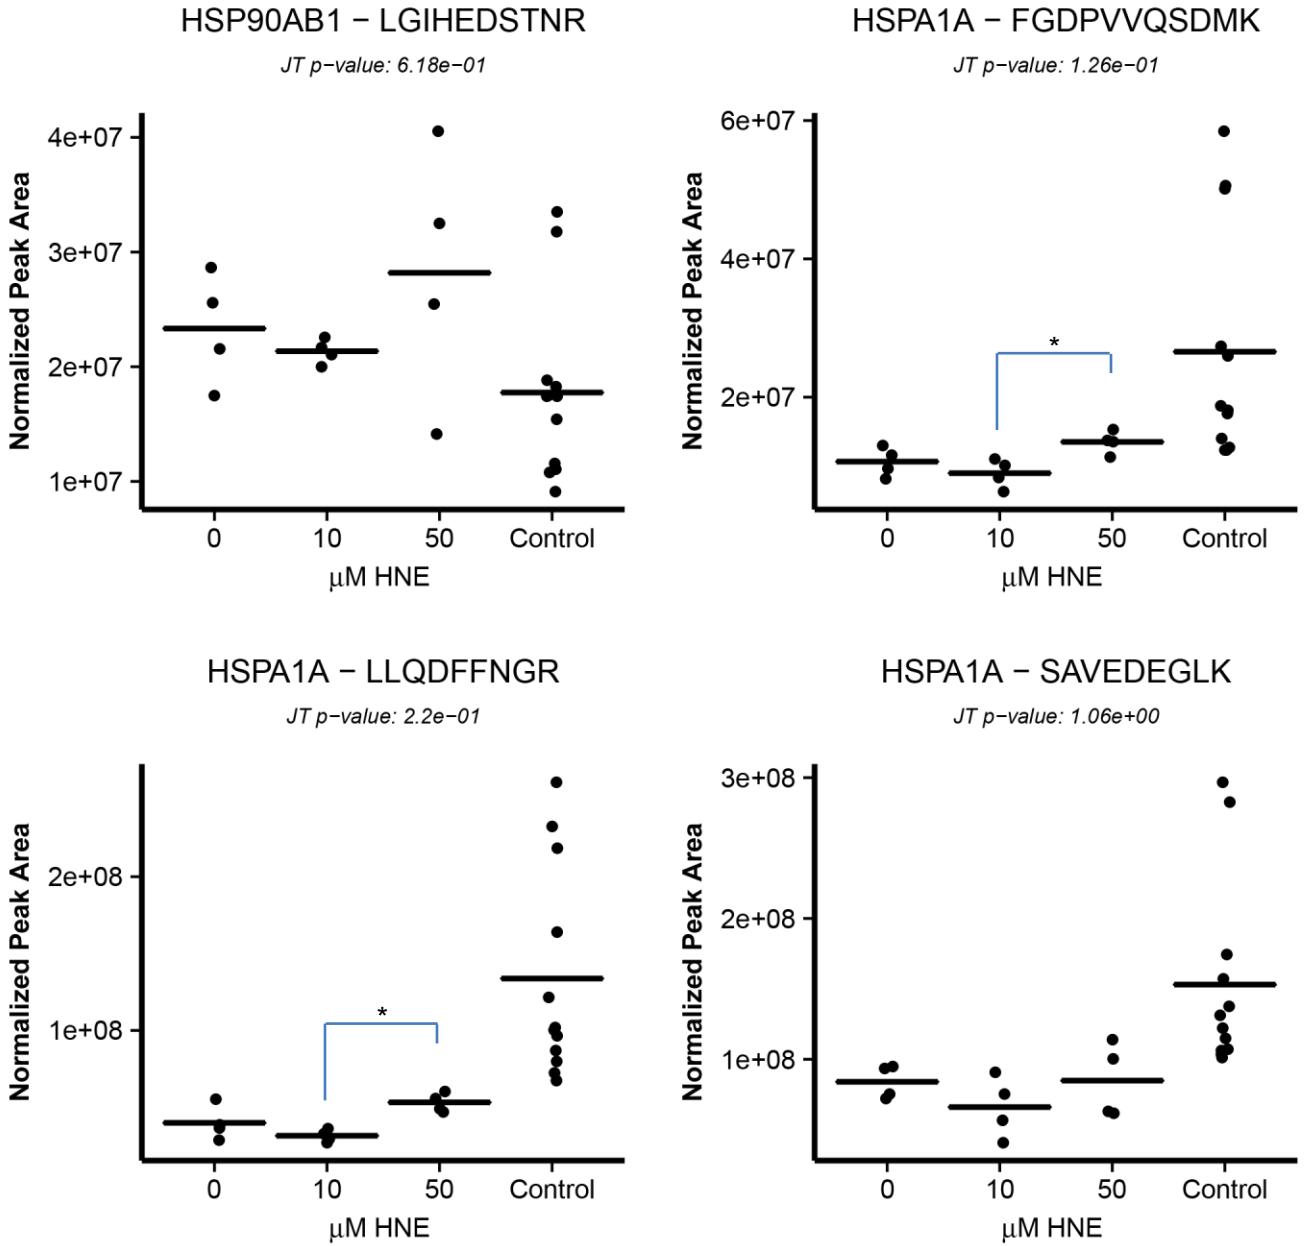 HSP90AB1 − LGIHEDSTNR
JT p−value: 6.18e−01
4e+07
3e+07
2e+07
1e+07
Normalized Peak Area
0 10 50 Control
μM HNE
HSPA1A − FGDPVVQSDMK
JT p−value: 1.26e−01
6e+07
4e+07
2e+07
Normalized Peak Area
*
0 10 50 Control
μM HNE
HSPA1A − LLQDFFNGR
JT p−value: 2.2e−01
2e+08
1e+08
Normalized Peak Area
*
0 10 50 Control
μM HNE
HSPA1A − SAVEDEGLK
JT p−value: 1.06e+00
3e+08
2e+08
1e+08
Normalized Peak Area
0 10 50 Control
μM HNE